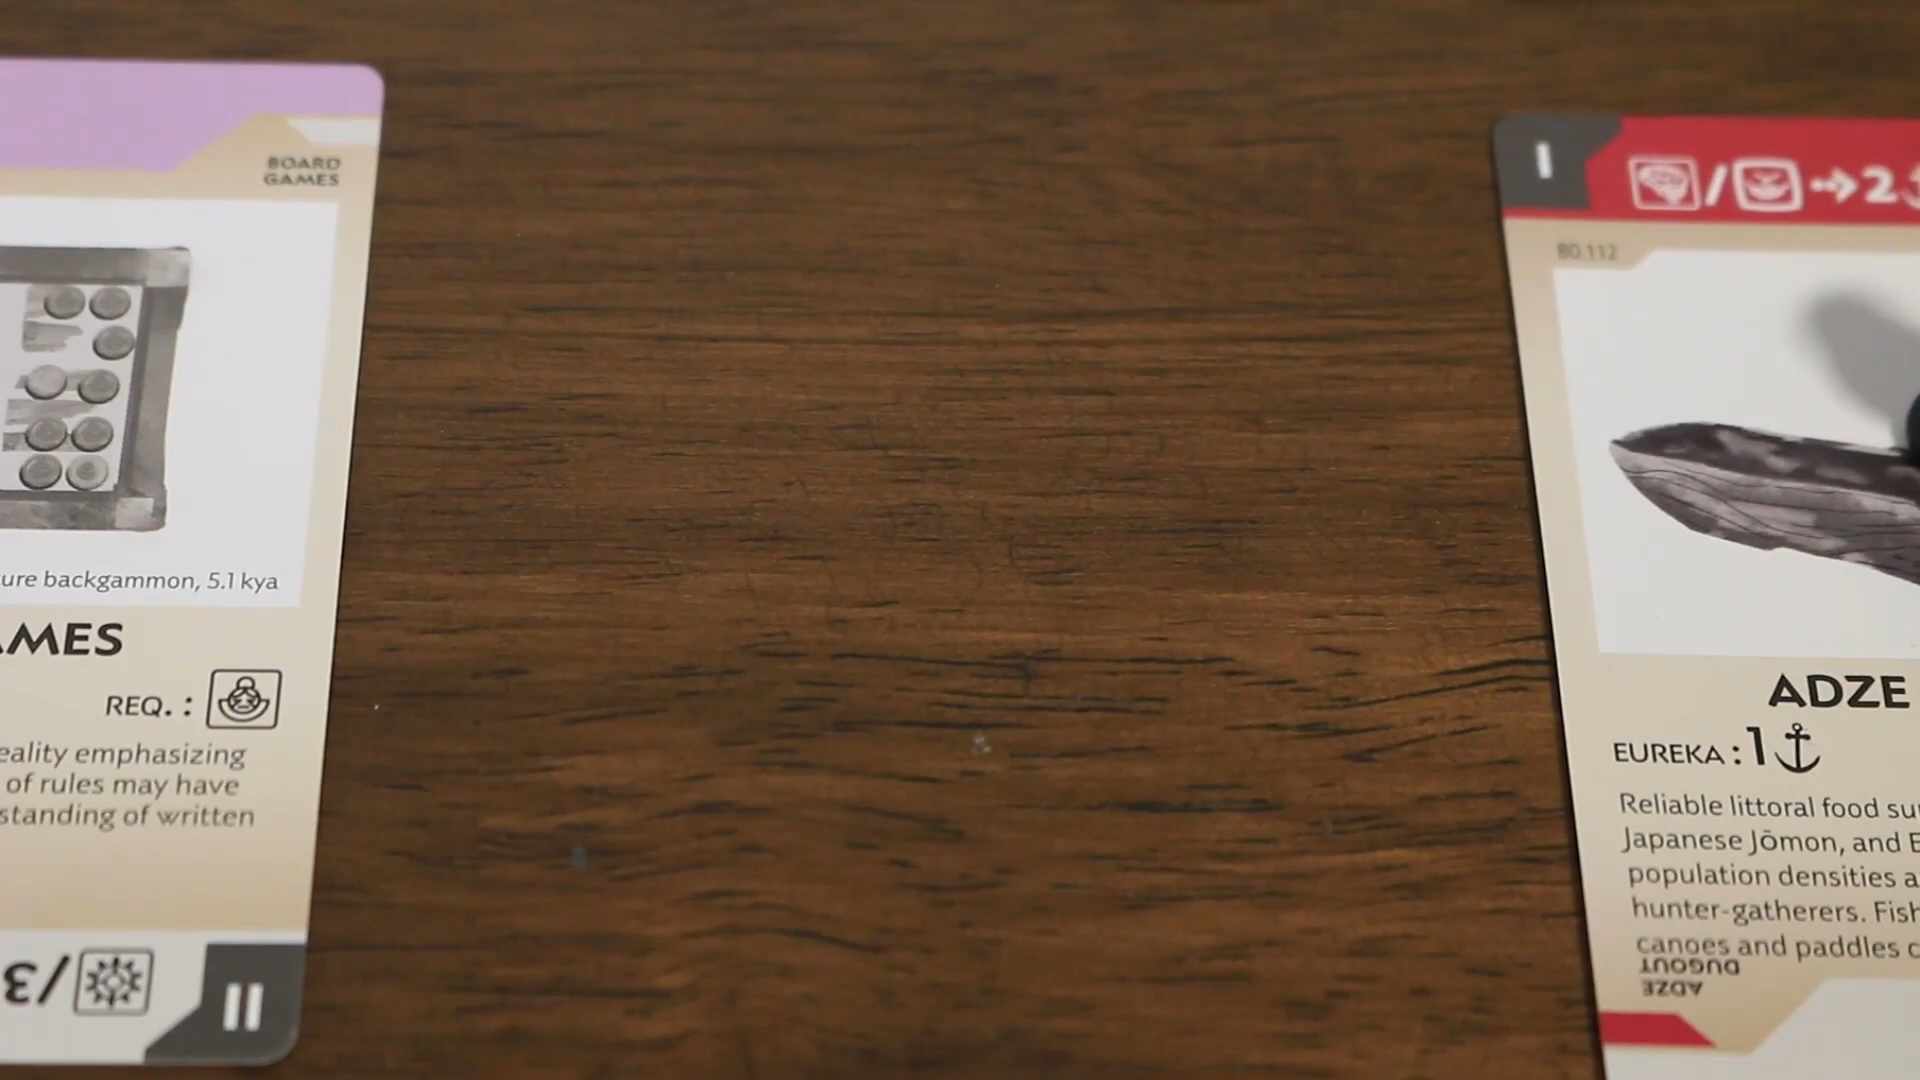 BOARD
GAMES
ure backgammon, 5.1 kya
AMES
REQ. :
eality emphasizing
of rules may have
standing of written
3/
II
I
/ 2
B0.112
ADZE
EUREKA : 1
Reliable littoral food su
Japanese Jōmon, and E
population densities a
hunter-gatherers. Fish
canoes and paddles c
ADZE
DUGOUT